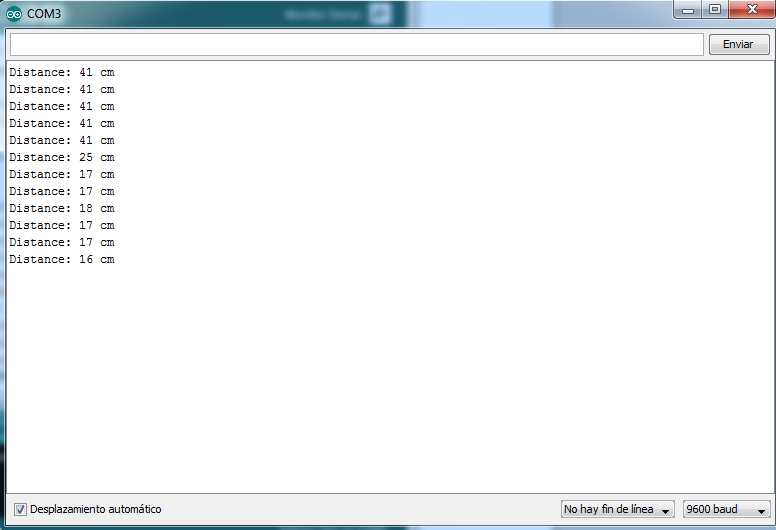 COM3
Enviar
Distance: 41 cm
Distance: 41 cm
Distance: 41 cm
Distance: 41 cm
Distance: 41 cm
Distance: 25 cm
Distance: 17 cm
Distance: 17 cm
Distance: 18 cm
Distance: 17 cm
Distance: 17 cm
Distance: 16 cm
Desplazamiento automático
No hay fin de línea
9600 baud